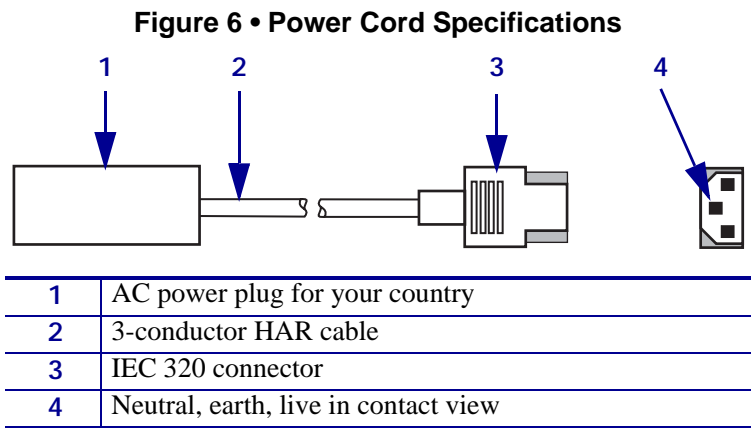 Figure 6 • Power Cord Specifications
1 2 3 4
1 AC power plug for your country
2 3-conductor HAR cable
3 IEC 320 connector
4 Neutral, earth, live in contact view